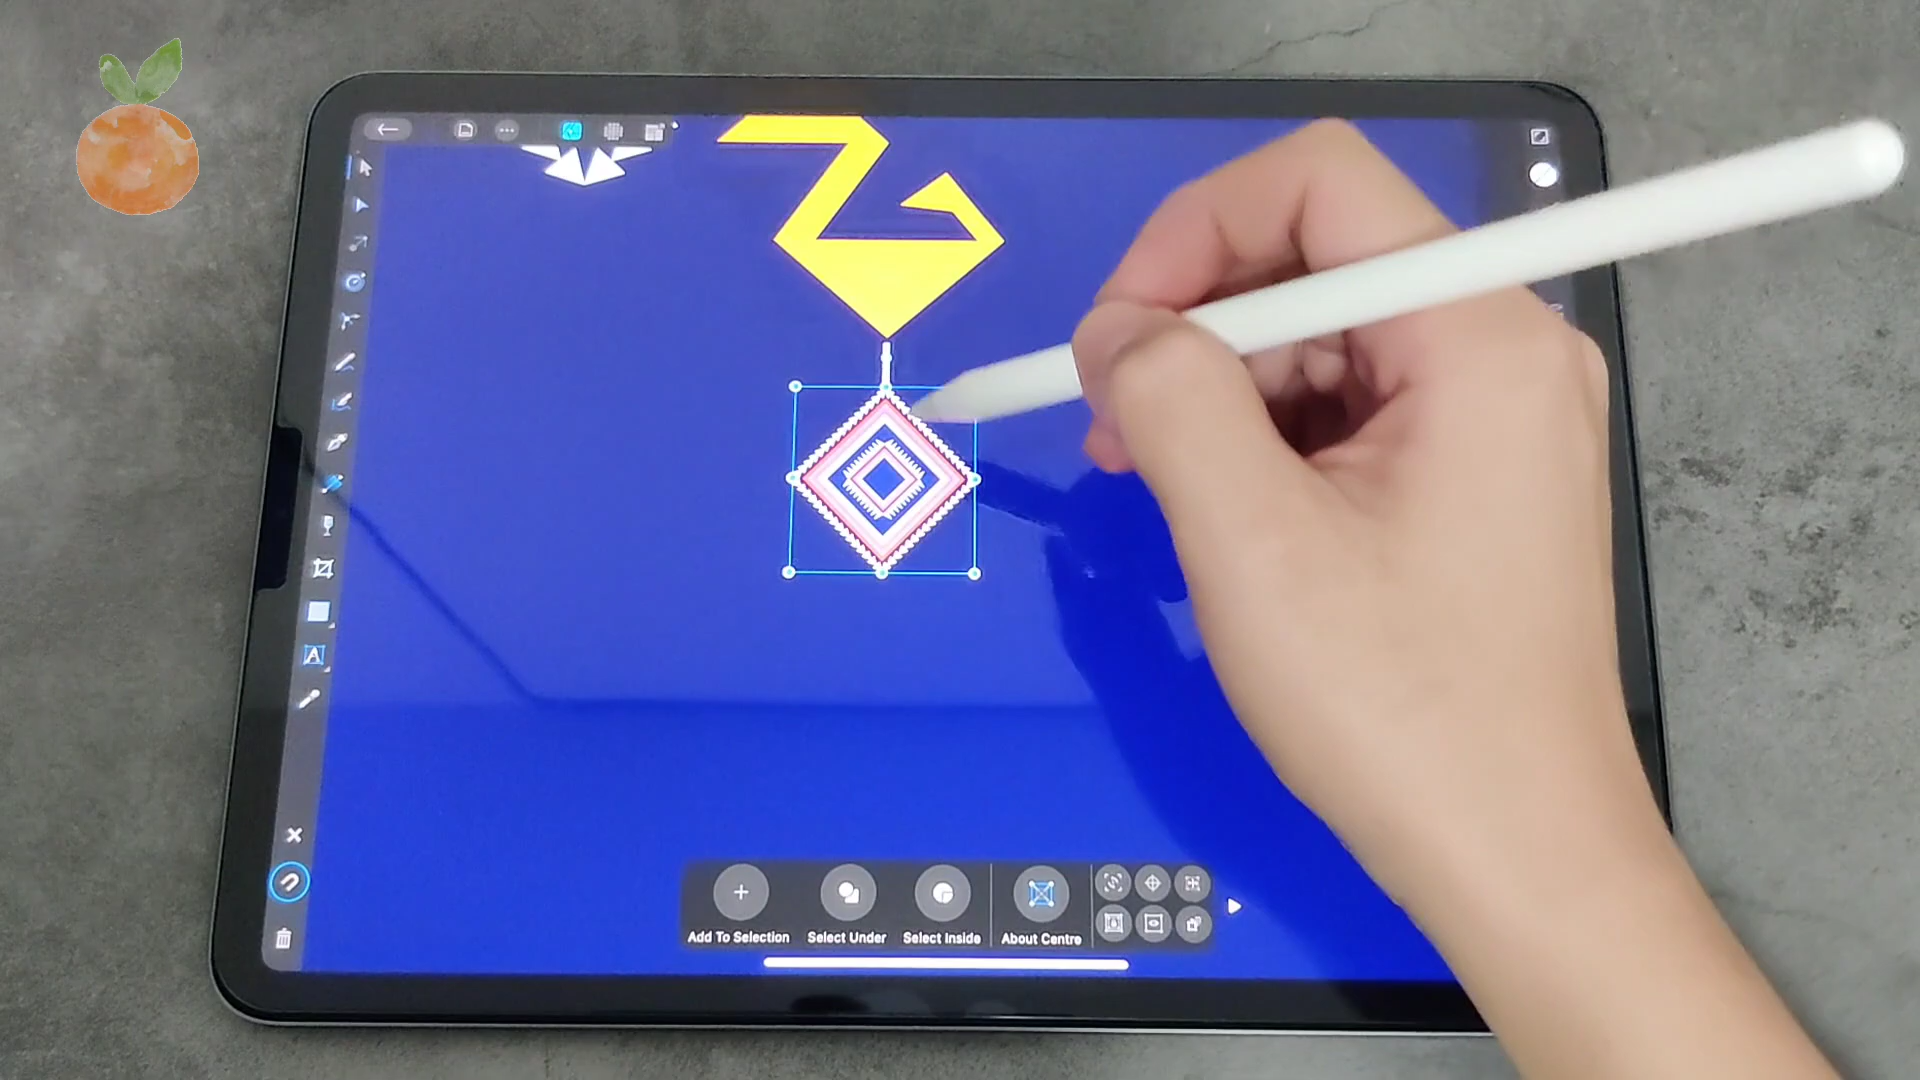 A
Add To Selection
Select Under
Select Inside
About Centre